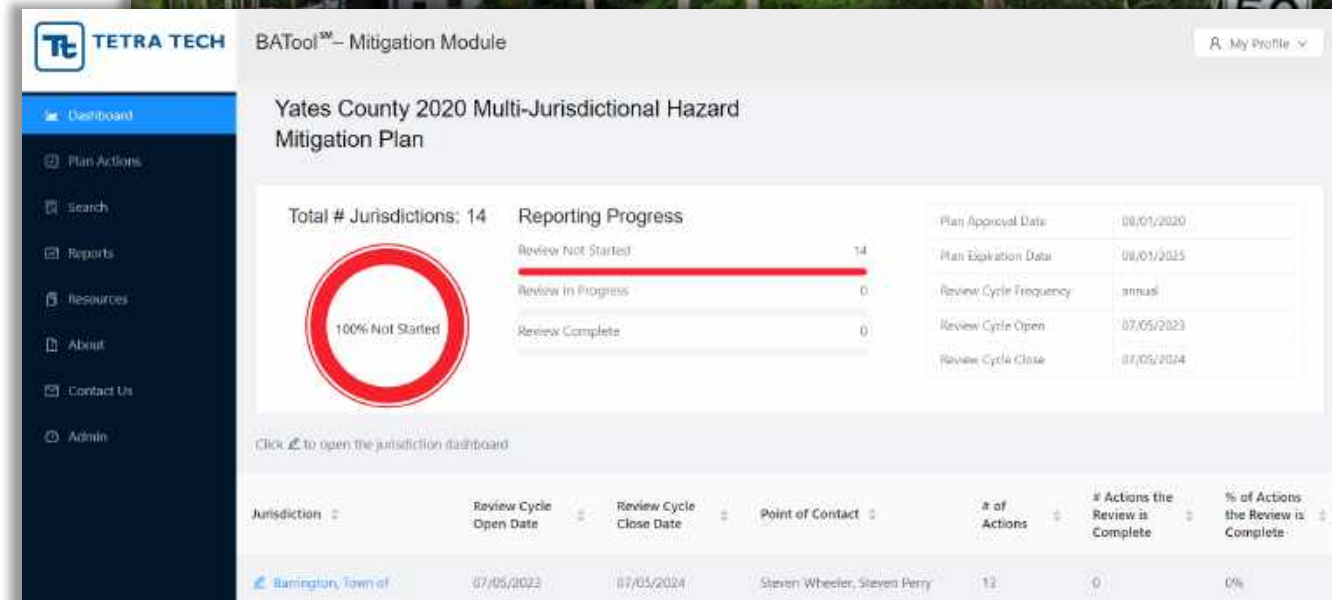 TETRA TECH
BATool℠– Mitigation Module
My Profile
Dashboard
Plan Actions
Search
Reports
Resources
About
Contact Us
Admin
Yates County 2020 Multi-Jurisdictional Hazard
Mitigation Plan
Total # Jurisdictions: 14
100% Not Started
Reporting Progress
Review Not Started 14
Review In Progress 0
Review Complete 0
Plan Approval Date 08/01/2020
Plan Expiration Date 08/01/2025
Review Cycle Frequency annual
Review Cycle Open 07/05/2023
Review Cycle Close 07/05/2024
Click to open the jurisdiction dashboard
Jurisdiction Review Cycle Open Date Review Cycle Close Date Point of Contact # of Actions # Actions the Review is Complete % of Actions the Review is Complete
Barrington, Town of 07/05/2023 07/05/2024 Steven Wheeler, Steven Perry 12 0 0%